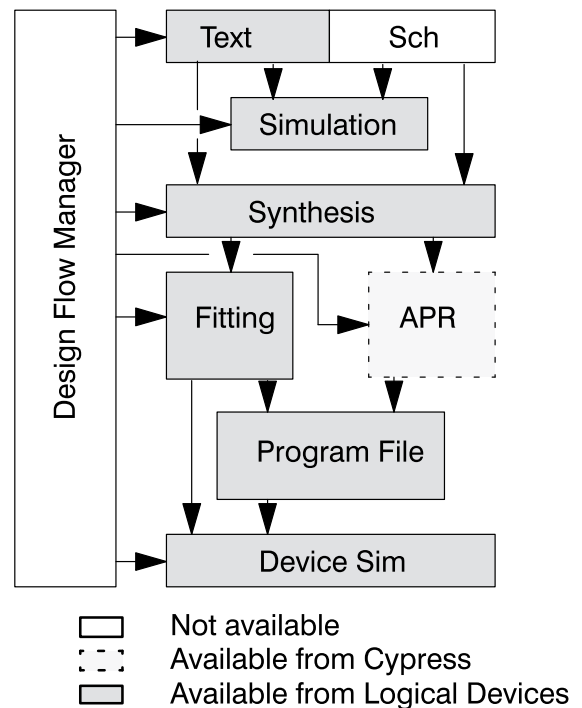 Design Flow Manager
Text
Sch
Simulation
Synthesis
Fitting
APR
Program File
Device Sim
Not available
Available from Cypress
Available from Logical Devices